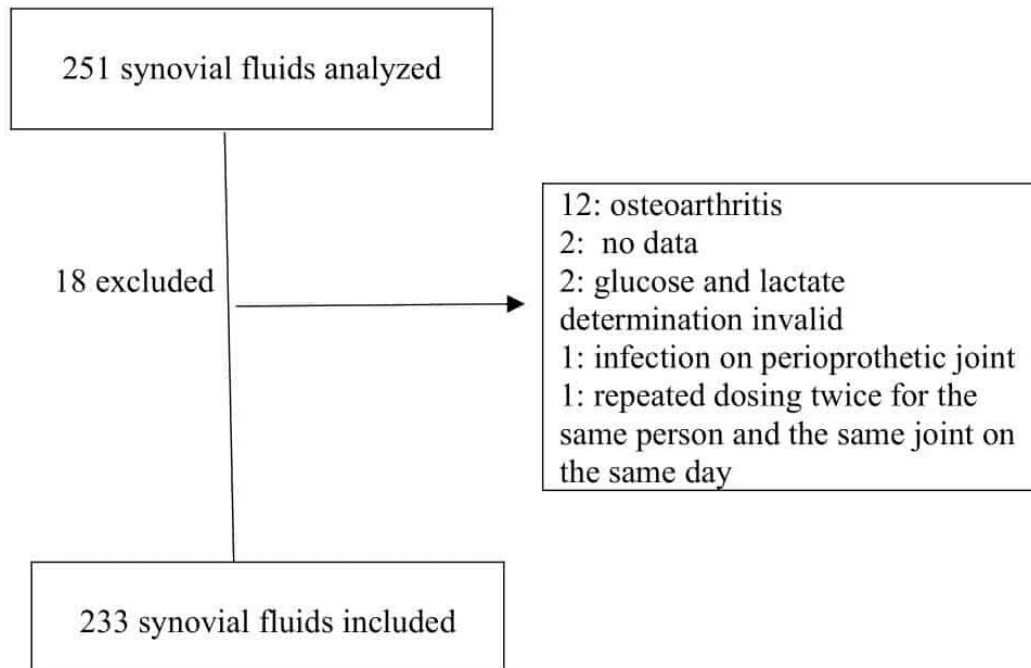 251 synovial fluids analyzed
18 excluded
12: osteoarthritis
2:  no data
2: glucose and lactate
determination invalid
1: infection on perioprothetic joint
1: repeated dosing twice for the
same person and the same joint on
the same day
233 synovial fluids included